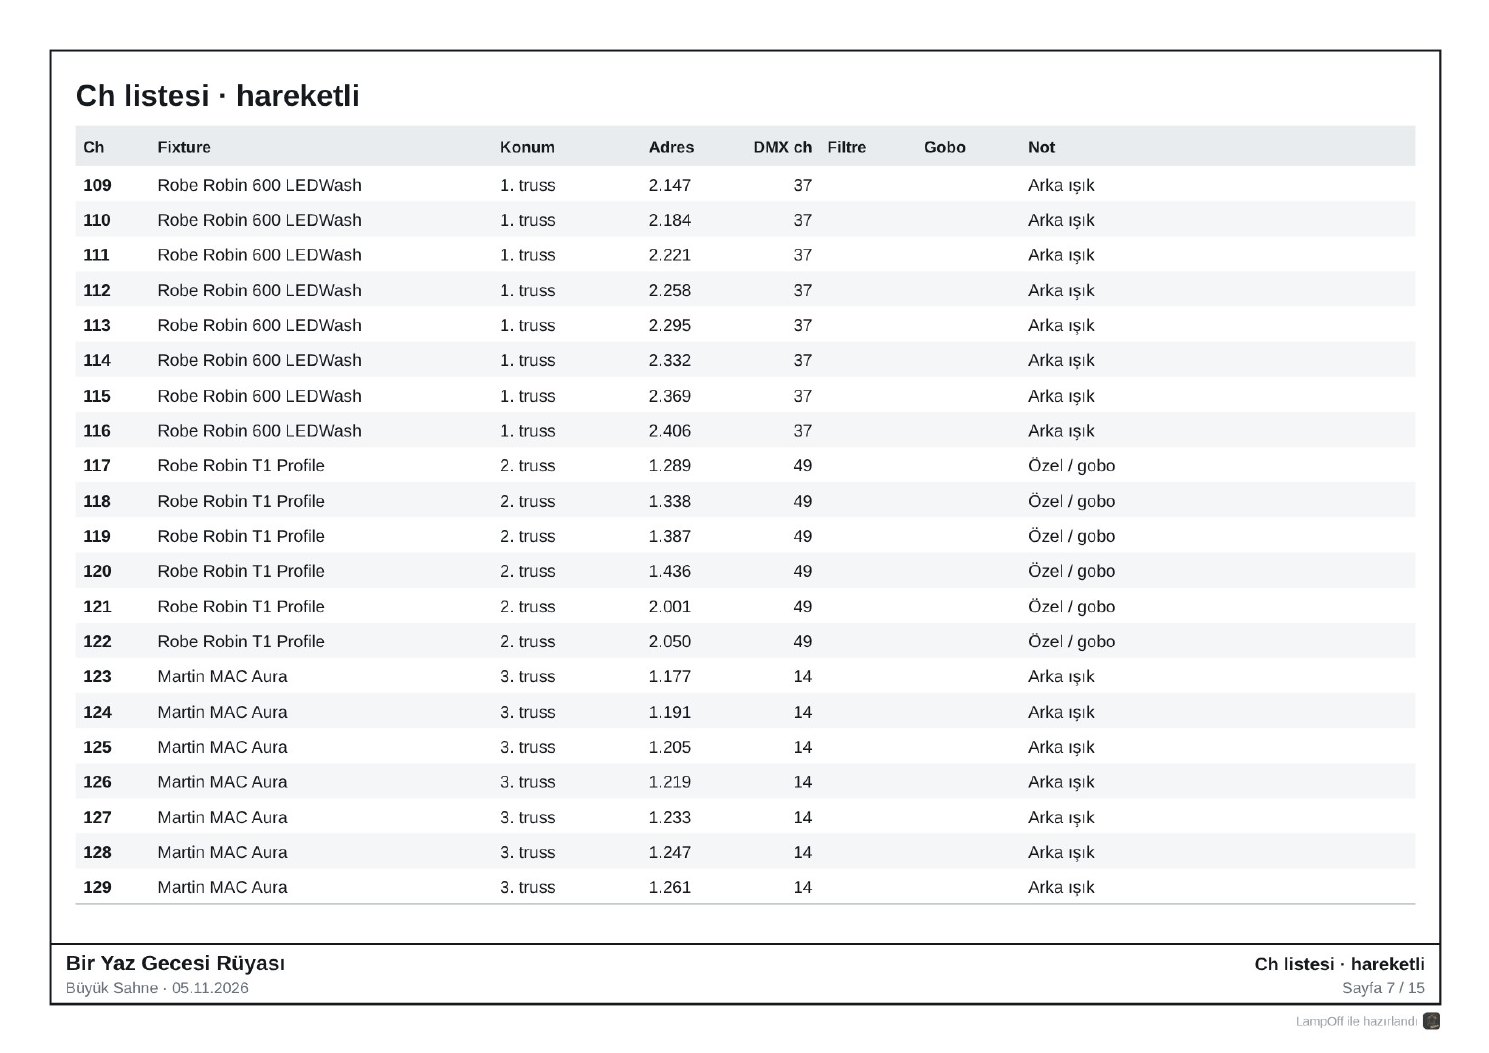 Ch listesi · hareketli
Ch Fixture Konum Adres DMX ch Filtre Gobo Not
109 Robe Robin 600 LEDWash 1. truss 2.147 37 Arka ışık
110 Robe Robin 600 LEDWash 1. truss 2.184 37 Arka ışık
111 Robe Robin 600 LEDWash 1. truss 2.221 37 Arka ışık
112 Robe Robin 600 LEDWash 1. truss 2.258 37 Arka ışık
113 Robe Robin 600 LEDWash 1. truss 2.295 37 Arka ışık
114 Robe Robin 600 LEDWash 1. truss 2.332 37 Arka ışık
115 Robe Robin 600 LEDWash 1. truss 2.369 37 Arka ışık
116 Robe Robin 600 LEDWash 1. truss 2.406 37 Arka ışık
117 Robe Robin T1 Profile 2. truss 1.289 49 Özel / gobo
118 Robe Robin T1 Profile 2. truss 1.338 49 Özel / gobo
119 Robe Robin T1 Profile 2. truss 1.387 49 Özel / gobo
120 Robe Robin T1 Profile 2. truss 1.436 49 Özel / gobo
121 Robe Robin T1 Profile 2. truss 2.001 49 Özel / gobo
122 Robe Robin T1 Profile 2. truss 2.050 49 Özel / gobo
123 Martin MAC Aura 3. truss 1.177 14 Arka ışık
124 Martin MAC Aura 3. truss 1.191 14 Arka ışık
125 Martin MAC Aura 3. truss 1.205 14 Arka ışık
126 Martin MAC Aura 3. truss 1.219 14 Arka ışık
127 Martin MAC Aura 3. truss 1.233 14 Arka ışık
128 Martin MAC Aura 3. truss 1.247 14 Arka ışık
129 Martin MAC Aura 3. truss 1.261 14 Arka ışık
Bir Yaz Gecesi Rüyası
Büyük Sahne · 05.11.2026
Ch listesi · hareketli
Sayfa 7 / 15
LampOff ile hazırlandı